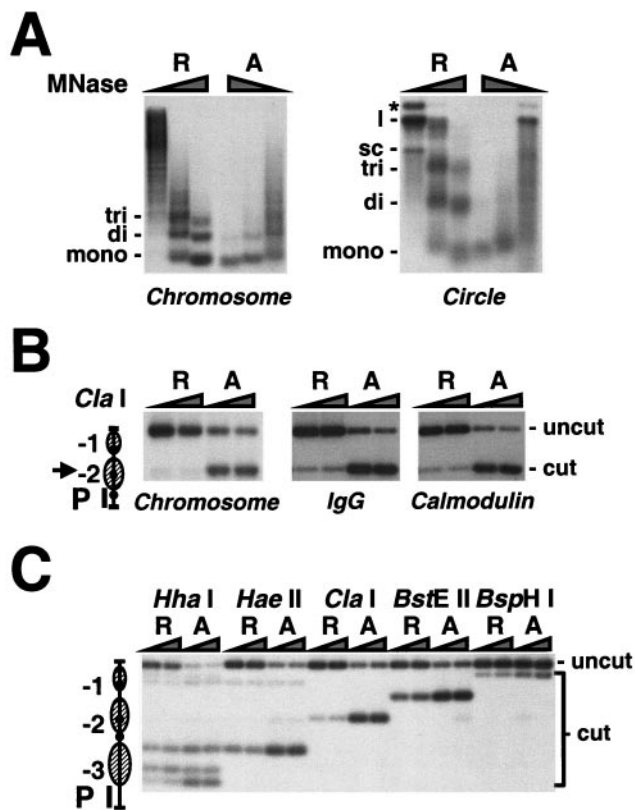 A
R A R A
MNase
*
l -
sc -
tri -
di -
mono -
tri -
di -
mono -
Chromosome Circle
B
R A R A R A
Cla I
-1
-2
P I
- uncut
- cut
Chromosome IgG Calmodulin
C
Hha I Hae II Cla I BstE II BspH I
R A R A R A R A R A
- uncut
-1
-2
- cut
-3
P I